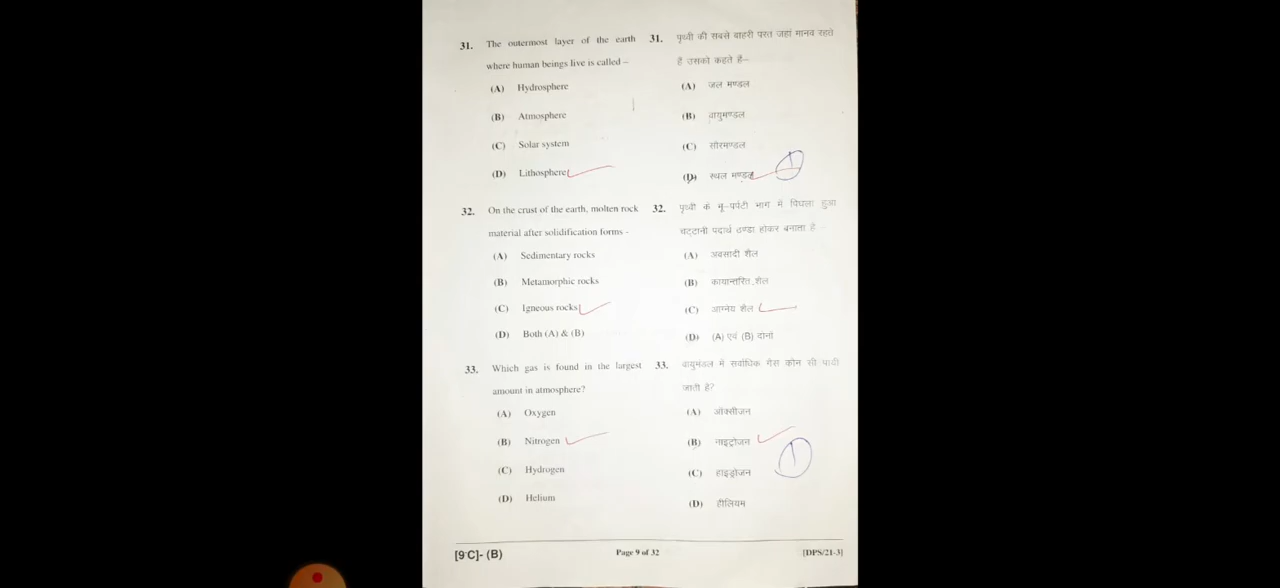 31. The outermost layer of the earth
where human beings live is called –
(A) Hydrosphere
(B) Atmosphere
(C) Solar system
(D) Lithosphere
32. On the crust of the earth, molten rock
material after solidification forms -
(A) Sedimentary rocks
(B) Metamorphic rocks
(C) Igneous rocks
(D) Both (A) & (B)
33. Which gas is found in the largest
amount in atmosphere?
(A) Oxygen
(B) Nitrogen
(C) Hydrogen
(D) Helium
31. पृथ्वी की सबसे बाहरी परत जहां मानव रहते
हैं उसको कहते हैं–
(A) जल मण्डल
(B) वायुमण्डल
(C) सौरमण्डल
(D) स्थल मण्डल
1
32. पृथ्वी के भू–पर्पटी भाग में पिघला हुआ
चट्टानी पदार्थ ठण्डा होकर बनाता है
(A) अवसादी शैल
(B) कायान्तरित शैल
(C) आग्नेय शैल
(D) (A) एवं (B) दोनों
33. वायुमंडल में सर्वाधिक गैस कौन सी पायी
जाती है?
(A) ऑक्सीजन
(B) नाइट्रोजन
1
(C) हाइड्रोजन
(D) हीलियम
[9 C]- (B) Page 9 of 32 [DPS/21-3]